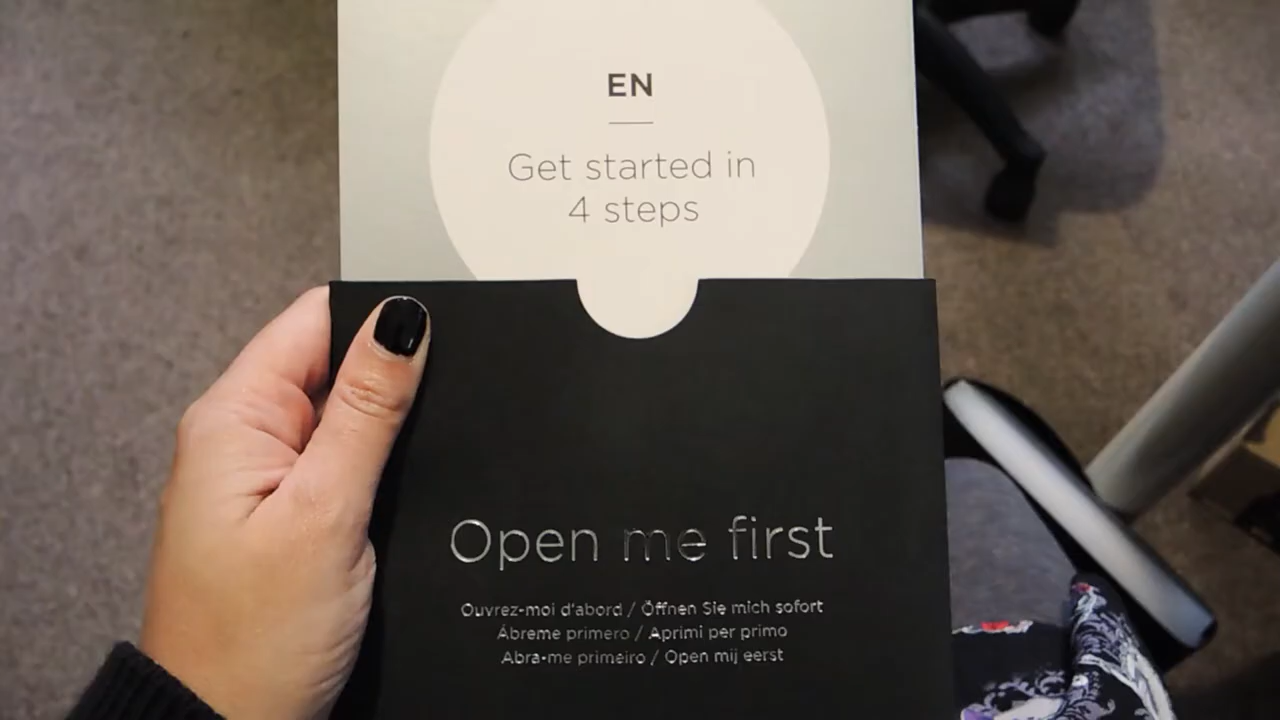 EN
Get started in
4 steps
Open me first
Ouvrez-moi d'abord / Öffnen Sie mich sofort
Ábreme primero / Aprimi per primo
Abra-me primeiro / Open mij eerst